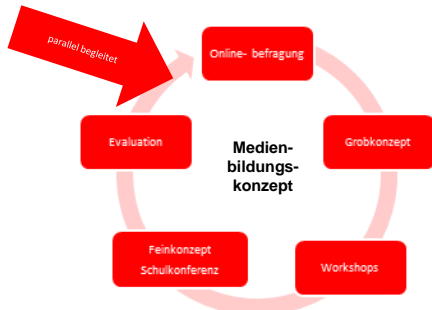 parallel begleitet
Online- befragung
Evaluation
Medien-
bildungs-
konzept
Grobkonzept
Feinkonzept
Schulkonferenz
Workshops